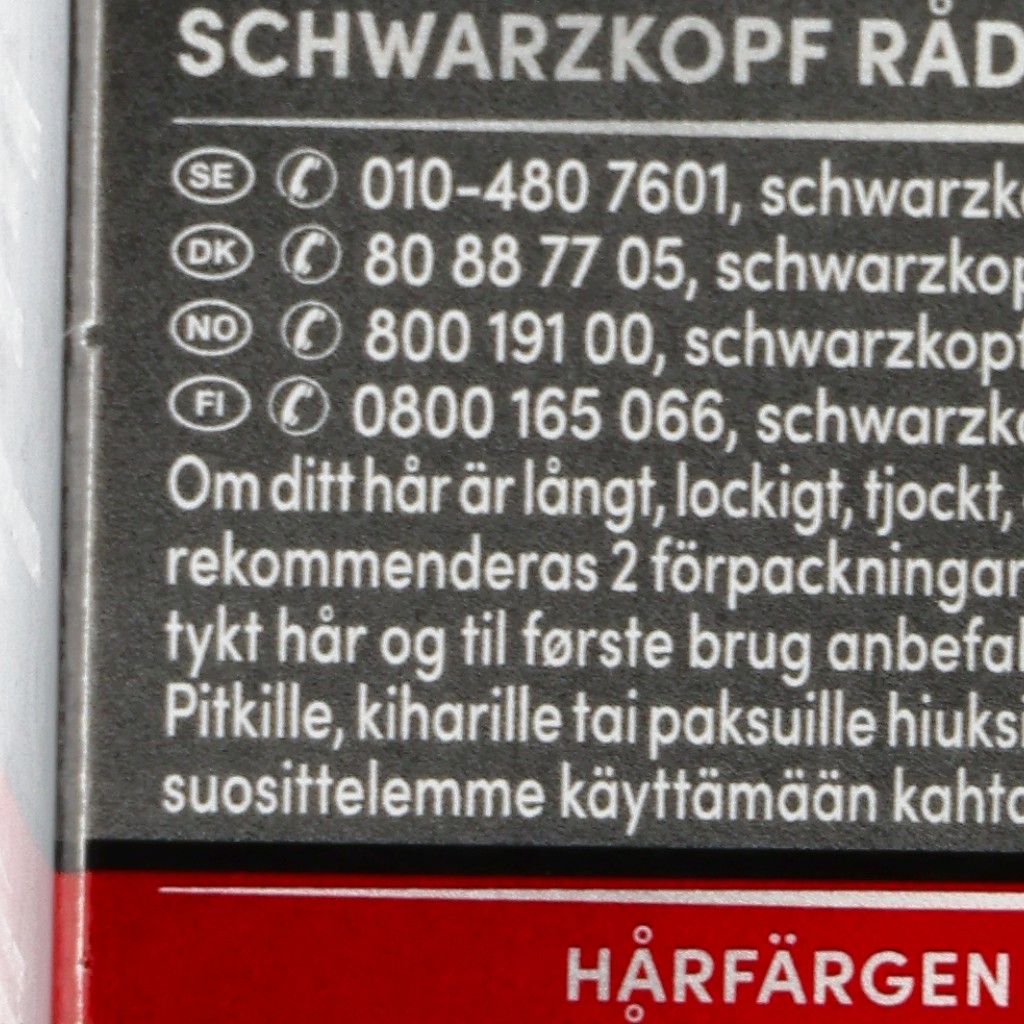 SCHWARZKOPF RÅD
SE 010-480 7601, schwarzk
DK 80 88 77 05, schwarzkop
NO 800 191 00, schwarzkopf
FI 0800 165 066, schwarzk
Om ditt hår är långt, lockigt, tjockt,
rekommenderas 2 förpackningar
tykt hår og til første brug anbefal
Pitkille, kiharille tai paksuille hiuksi
suosittelemme käyttämään kahta
HÅRFÄRGEN